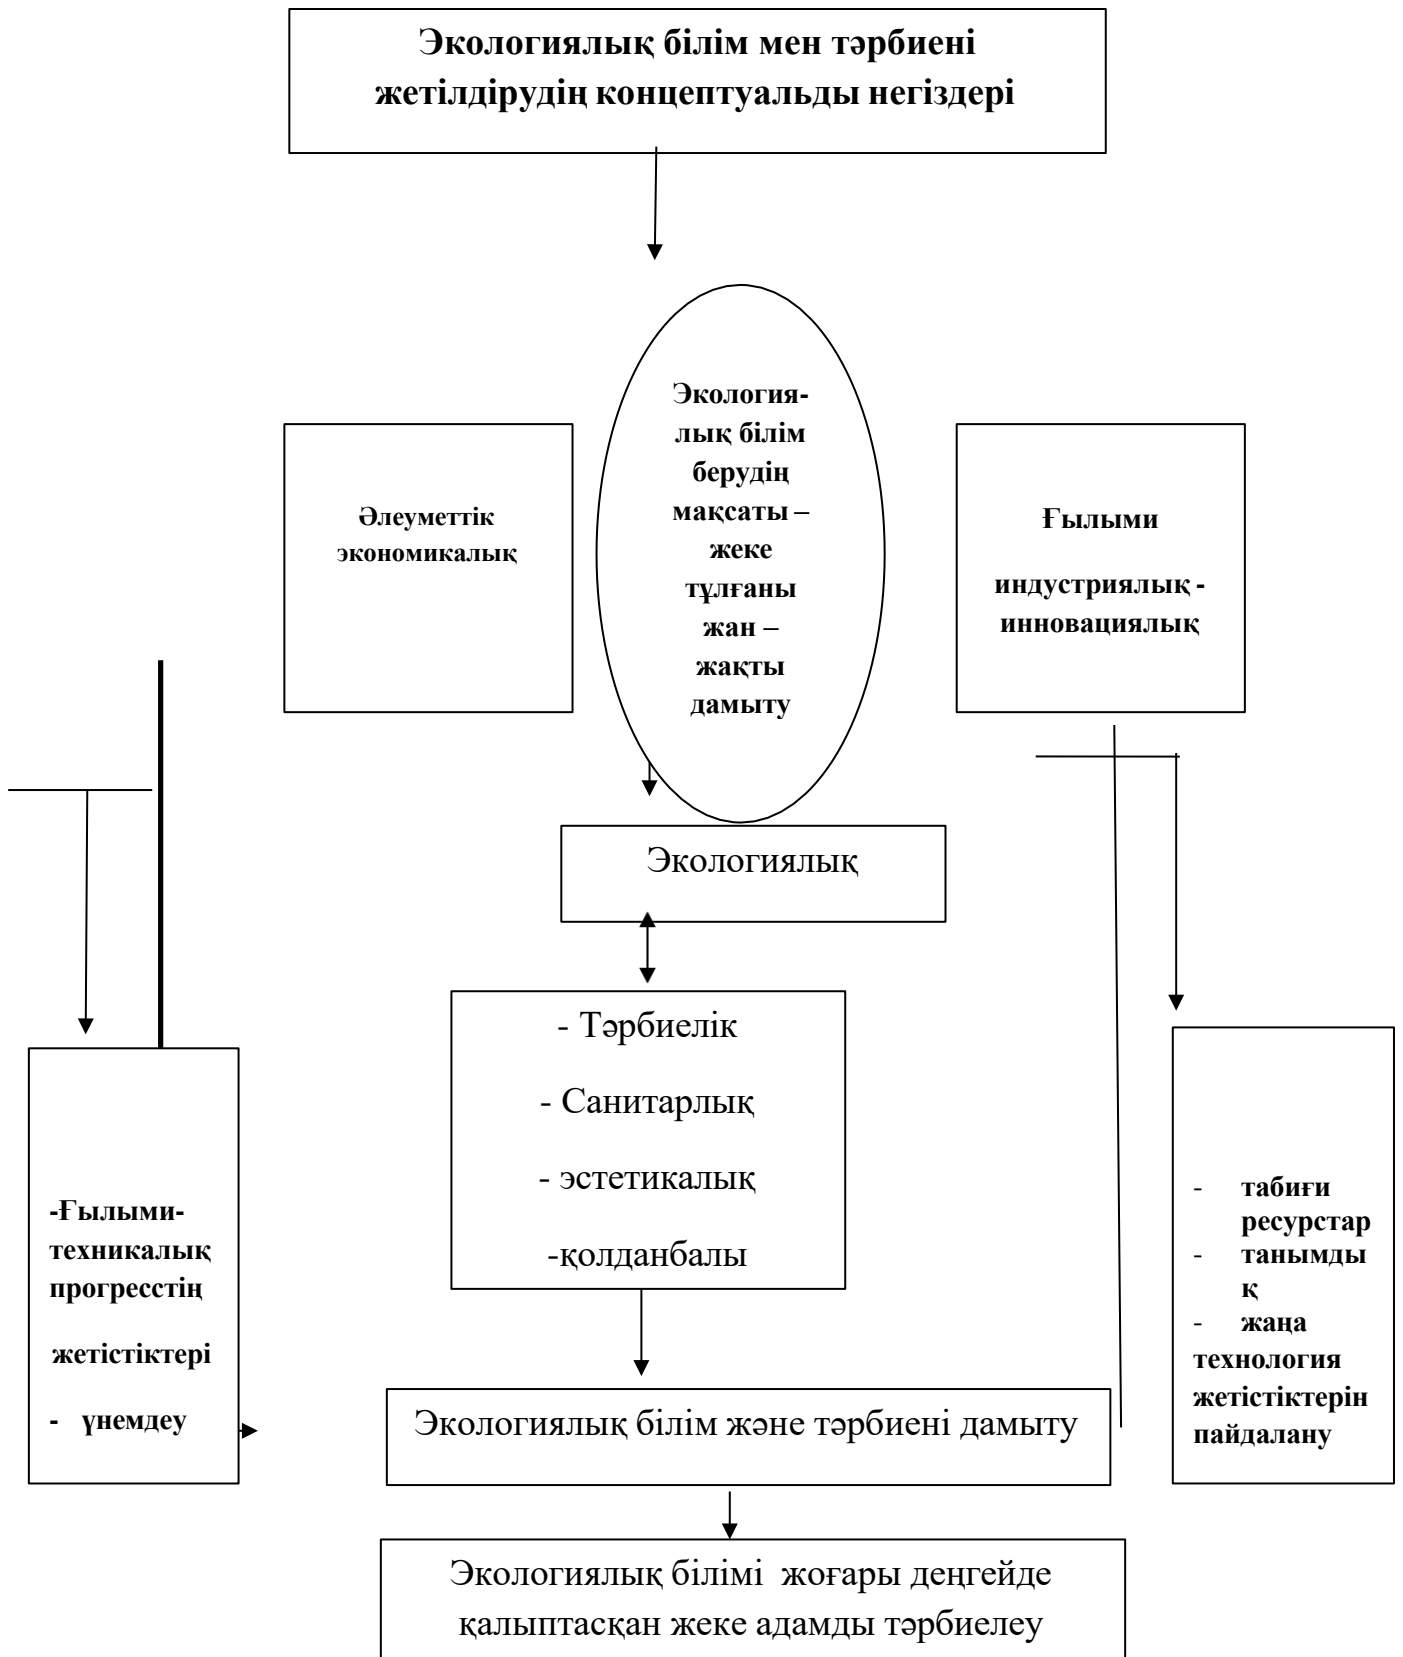 Экологиялық білім мен тәрбиені
жетілдірудің концептуальды негіздері
Әлеуметтік
экономикалық
Экология-
лық білім
берудің
мақсаты –
жеке
тұлғаны
жан –
жақты
дамыту
Ғылыми
индустриялық -
инновациялық
Экологиялық
- Тәрбиелік
- Санитарлық
- эстетикалық
-қолданбалы
-Ғылыми-
техникалық
прогресстің
жетістіктері
- үнемдеу
- табиғи
ресурстар
- танымды
қ
- жаңа
технология
жетістіктерін
пайдалану
Экологиялық білім және тәрбиені дамыту
Экологиялық білімі жоғары деңгейде
қалыптасқан жеке адамды тәрбиелеу